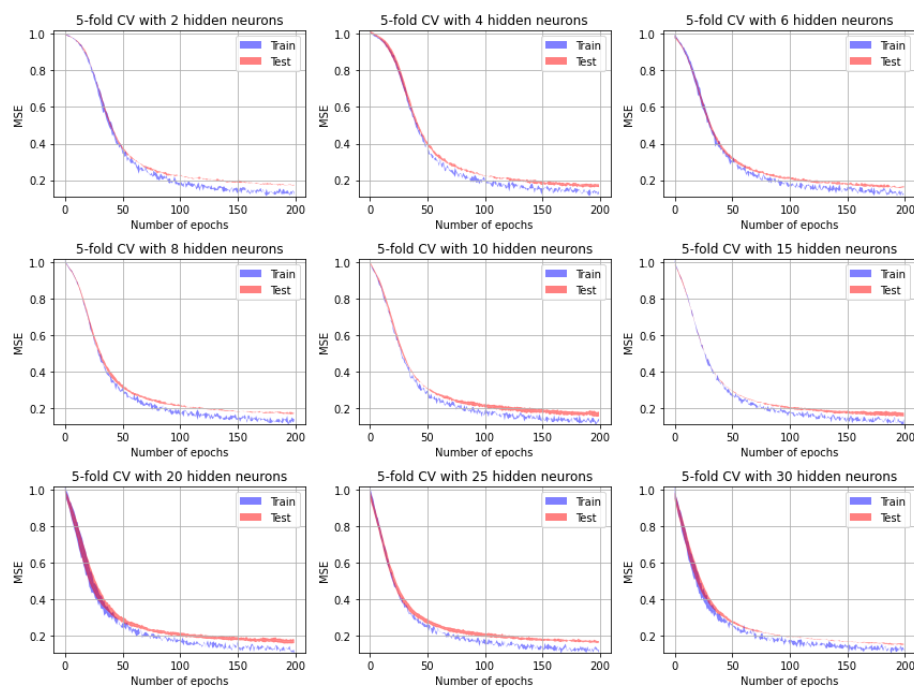 5-fold CV with 2 hidden neurons
1.0
0.8
0.6
0.4
0.2
MSE
Train
Test
0 50 100 150 200
Number of epochs
5-fold CV with 4 hidden neurons
1.0
0.8
0.6
0.4
0.2
MSE
Train
Test
0 50 100 150 200
Number of epochs
5-fold CV with 6 hidden neurons
1.0
0.8
0.6
0.4
0.2
MSE
Train
Test
0 50 100 150 200
Number of epochs
5-fold CV with 8 hidden neurons
1.0
0.8
0.6
0.4
0.2
MSE
Train
Test
0 50 100 150 200
Number of epochs
5-fold CV with 10 hidden neurons
1.0
0.8
0.6
0.4
0.2
MSE
Train
Test
0 50 100 150 200
Number of epochs
5-fold CV with 15 hidden neurons
1.0
0.8
0.6
0.4
0.2
MSE
Train
Test
0 50 100 150 200
Number of epochs
5-fold CV with 20 hidden neurons
1.0
0.8
0.6
0.4
0.2
MSE
Train
Test
0 50 100 150 200
Number of epochs
5-fold CV with 25 hidden neurons
1.0
0.8
0.6
0.4
0.2
MSE
Train
Test
0 50 100 150 200
Number of epochs
5-fold CV with 30 hidden neurons
1.0
0.8
0.6
0.4
0.2
MSE
Train
Test
0 50 100 150 200
Number of epochs